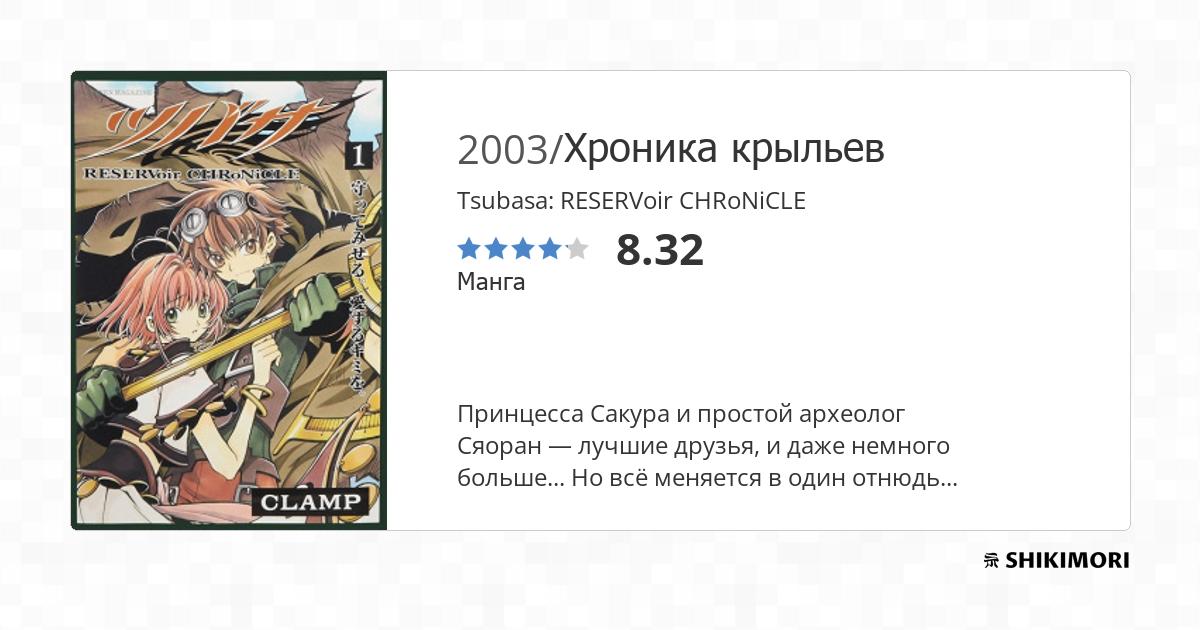 ツバサ
1
RESERVoir CHRoNiCLE
守ってみせる、愛するキミを。
CLAMP
2003/Хроника крыльев
Tsubasa: RESERVoir CHRoNiCLE
8.32
Манга
Принцесса Сакура и простой археолог
Сяоран — лучшие друзья, и даже немного
больше... Но всё меняется в один отнюдь...
SHIKIMORI